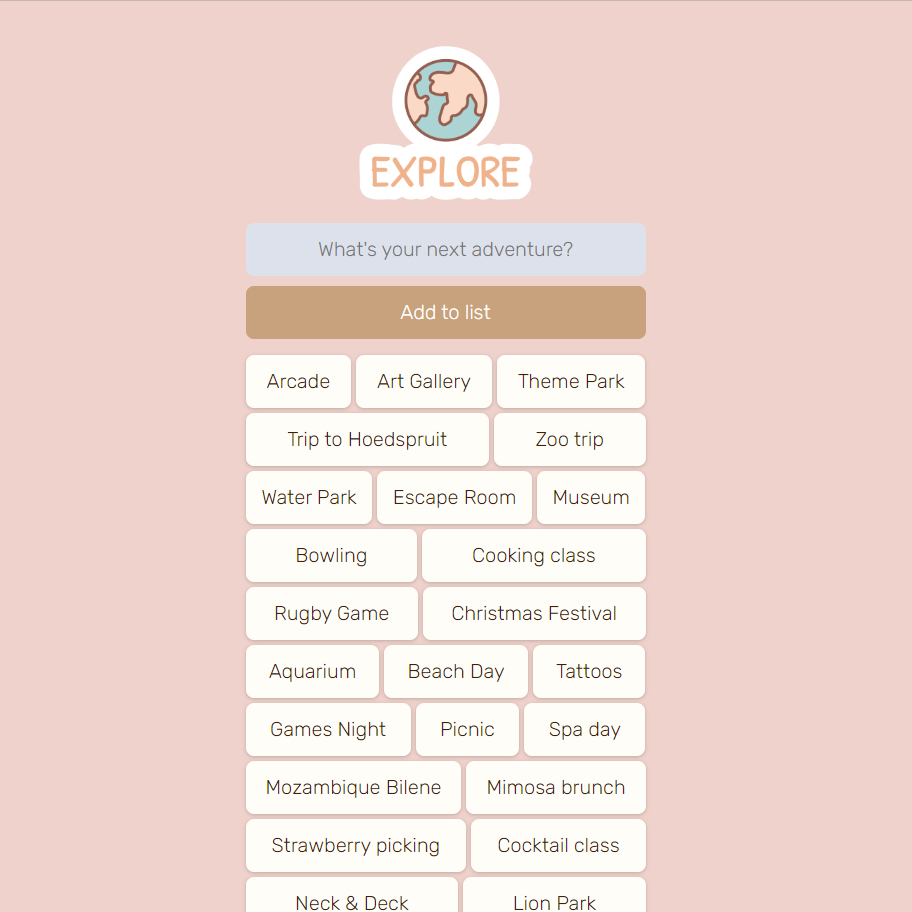 EXPLORE
What's your next adventure?
Add to list
Arcade Art Gallery Theme Park
Trip to Hoedspruit Zoo trip
Water Park Escape Room Museum
Bowling Cooking class
Rugby Game Christmas Festival
Aquarium Beach Day Tattoos
Games Night Picnic Spa day
Mozambique Bilene Mimosa brunch
Strawberry picking Cocktail class
Neck & Deck Lion Park